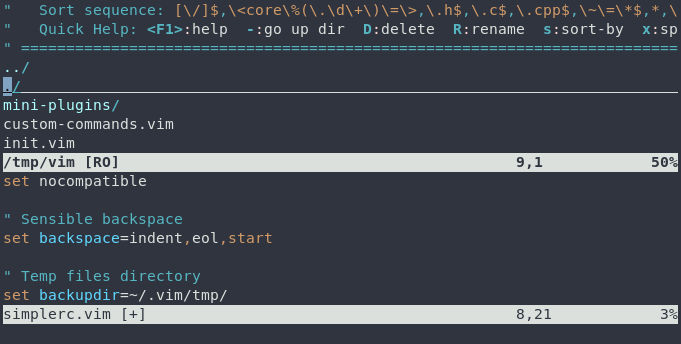 "   Sort sequence: [\/]$,\<core\%(\.\d\+\)\=\>,\.h$,\.c$,\.cpp$,\~\=\*$,*,\
"   Quick Help: <F1>:help  -:go up dir  D:delete  R:rename  s:sort-by  x:sp
" =========================================================================
../
./
mini-plugins/
custom-commands.vim
init.vim
/tmp/vim [RO]                                            9,1            50%
set nocompatible
" Sensible backspace
set backspace=indent,eol,start
" Temp files directory
set backupdir=~/.vim/tmp/
simplerc.vim [+]                                         8,21            3%